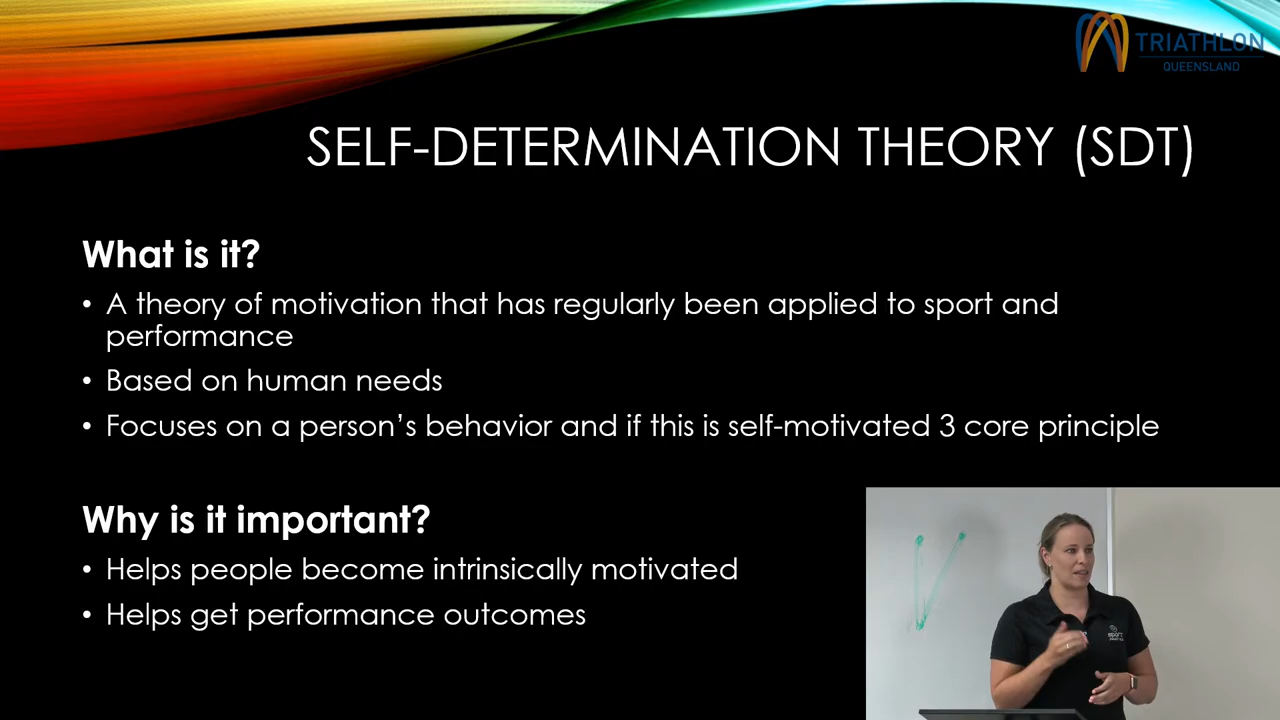 TRIATHLON
QUEENSLAND
SELF-DETERMINATION THEORY (SDT)
What is it?
• A theory of motivation that has regularly been applied to sport and
performance
• Based on human needs
• Focuses on a person's behavior and if this is self-motivated 3 core principle
Why is it important?
• Helps people become intrinsically motivated
• Helps get performance outcomes